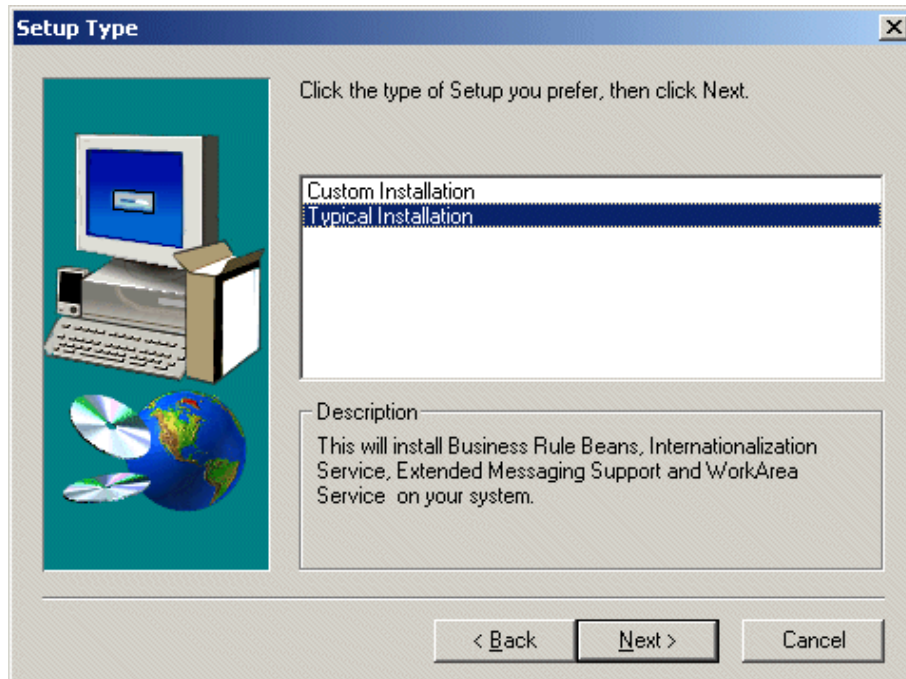 Setup Type
Click the type of Setup you prefer, then click Next.
Custom Installation
Typical Installation
Description
This will install Business Rule Beans, Internationalization
Service, Extended Messaging Support and WorkArea
Service on your system.
< Back Next > Cancel